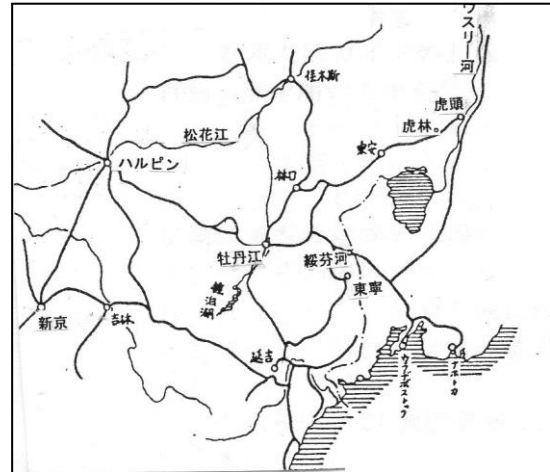 ウスリー河
佳木斯
虎頭
虎林
松花江
東安
ハルピン
林口
牡丹江
綏芬河
東寧
鏡泊湖
新京
吉林
延吉
ウラヂオストック
ナホトカ